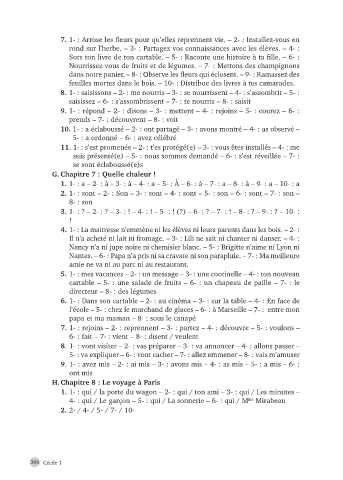 7. 1- : Arrose les fleurs pour qu'elles reprennent vie. – 2- : Installez-vous en
rond sur l'herbe. – 3- : Partagez vos connaissances avec les élèves. – 4- :
Sors ton livre de ton cartable. – 5- : Raconte une histoire à ta fille. – 6- :
Nourrissez-vous de fruits et de légumes. – 7- : Mettons des champignons
dans notre panier. – 8- : Observe les fleurs qui éclosent. – 9- : Ramassez des
feuilles mortes dans le bois. – 10- : Distribue des livres à tes camarades.
8. 1- : saisissons – 2- : me nourris – 3- : se nourrissent – 4- : s'assombrit – 5- :
saisissez – 6- : s'assombrissent – 7- : te nourris – 8- : saisit
9. 1- : répond – 2- : disons – 3- : mettent – 4- : rejoins – 5- : courez – 6- :
prends – 7- : découvrent – 8- : voit
10. 1- : a éclaboussé – 2- : ont partagé – 3- : avons montré – 4- : as observé –
5- : a ordonné – 6- : avez célébré
11. 1- : s'est promenée – 2- : t'es protégé(e) – 3- : vous êtes installés – 4- : me
suis présenté(e) – 5- : nous sommes demandé – 6- : s'est réveillée – 7- :
se sont éclaboussé(e)s
G. Chapitre 7 : Quelle chaleur !
1. 1- : a – 2- : à – 3- : à – 4- : a – 5- : À – 6- : à – 7- : a – 8- : à – 9- : a – 10- : a
2. 1- : sont – 2- : Son – 3- : sont – 4- : sont – 5- : son – 6- : sont – 7- : son –
8- : son
3. 1- : ? – 2- : ? – 3- : ! – 4- : ! – 5- : ! (?) – 6- : ? – 7- : ! – 8- : ? – 9- : ? – 10- :
!
4. 1- : La maîtresse n'emmène ni les élèves ni leurs parents dans les bois. – 2- :
Il n'a acheté ni lait ni fromage. – 3- : Lili ne sait ni chanter ni danser. – 4- :
Nancy n'a ni jupe noire ni chemisier blanc. – 5- : Brigitte n'aime ni Lyon ni
Nantes. – 6- : Papa n'a pris ni sa cravate ni son parapluie. – 7- : Ma meilleure
amie ne va ni au parc ni au restaurant.
5. 1- : mes vacances – 2- : un message – 3- : une coccinelle – 4- : ton nouveau
cartable – 5- : une salade de fruits – 6- : un chapeau de paille – 7- : le
directeur – 8- : des légumes
6. 1- : Dans son cartable – 2- : au cinéma – 3- : sur la table – 4- : En face de
l'école – 5- : chez le marchand de glaces – 6- : à Marseille – 7- : entre mon
papa et ma maman – 8- : sous le canapé
7. 1- : rejoins – 2- : reprennent – 3- : partez – 4- : découvre – 5- : voulons –
6- : fait – 7- : vient – 8- : disent / veulent
8. 1- : vont visiter – 2- : vas préparer – 3- : va annoncer – 4- : allons passer –
5- : va expliquer – 6- : vont cacher – 7- : allez emmener – 8- : vais m'amuser
9. 1- : avez mis – 2- : ai mis – 3- : avons mis – 4- : as mis – 5- : a mis – 6- :
ont mis
H. Chapitre 8 : Le voyage à Paris
1. 1- : qui / la porte du wagon – 2- : qui / ton ami – 3- : qui / Les minutes –
4- : qui / Le garçon – 5- : qui / La sonnerie – 6- : qui / Mme Mirabeau
2. 2- / 4- / 5- / 7- / 10-
388 Cécile 1